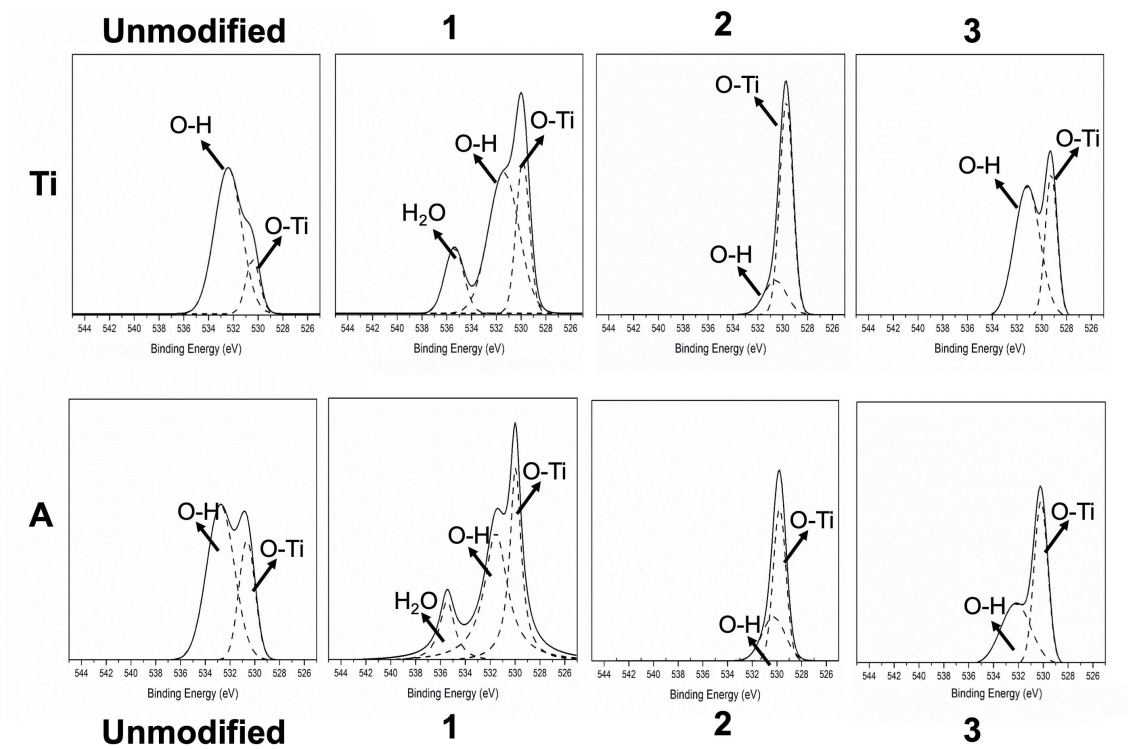 Unmodified 1 2 3
Ti
O-H
O-Ti
544 542 540 538 536 534 532 530 528 526
Binding Energy (eV)
H₂O
O-H
O-Ti
544 542 540 538 536 534 532 530 528 526
Binding Energy (eV)
O-Ti
O-H
544 542 540 538 536 534 532 530 528 526
Binding Energy (eV)
O-H
O-Ti
544 542 540 538 536 534 532 530 528 526
Binding Energy (eV)
A
O-H
O-Ti
544 542 540 538 536 534 532 530 528 526
Binding Energy (eV)
H₂O
O-H
O-Ti
544 542 540 538 536 534 532 530 528 526
Binding Energy (eV)
O-Ti
O-H
544 542 540 538 536 534 532 530 528 526
Binding Energy (eV)
O-H
O-Ti
544 542 540 538 536 534 532 530 528 526
Binding Energy (eV)
Unmodified 1 2 3